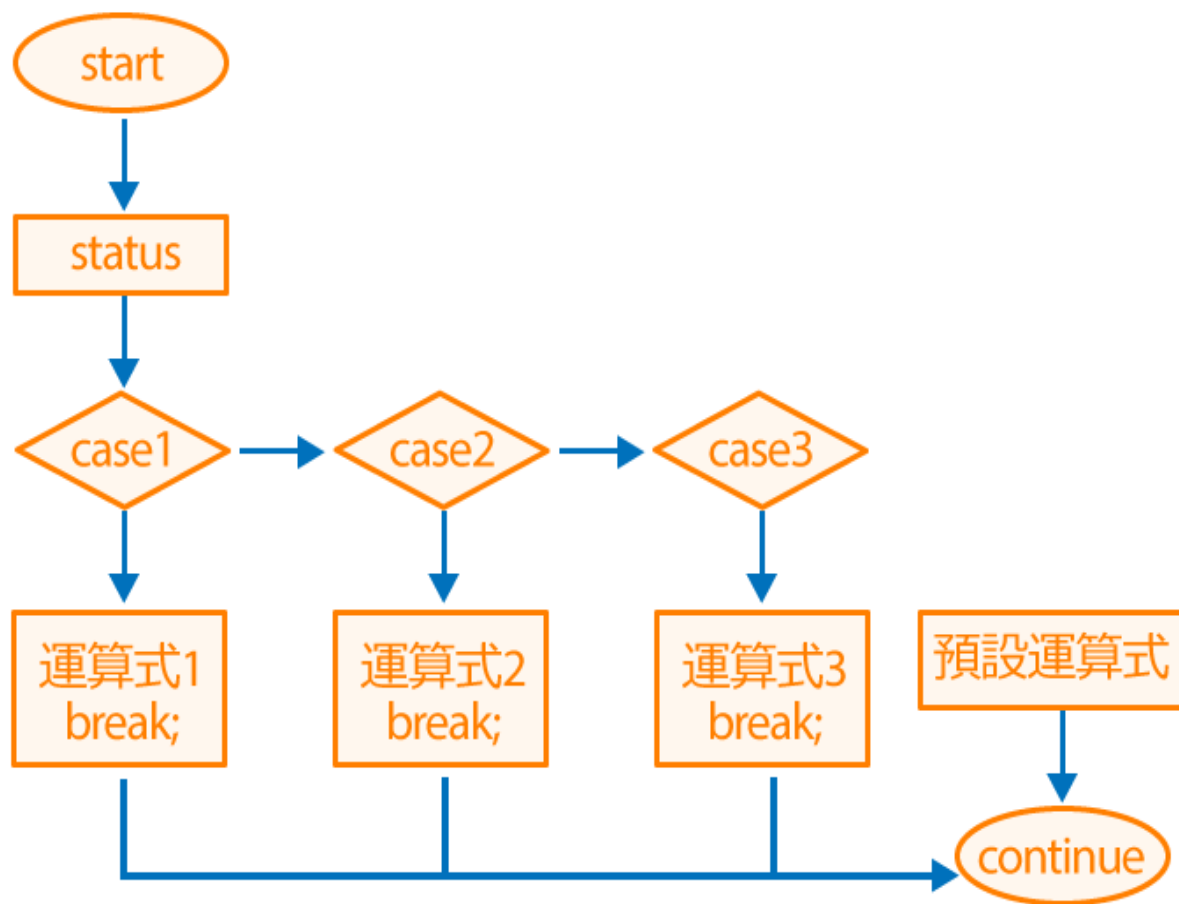 start
status
case1
case2
case3
運算式1
break;
運算式2
break;
運算式3
break;
預設運算式
continue